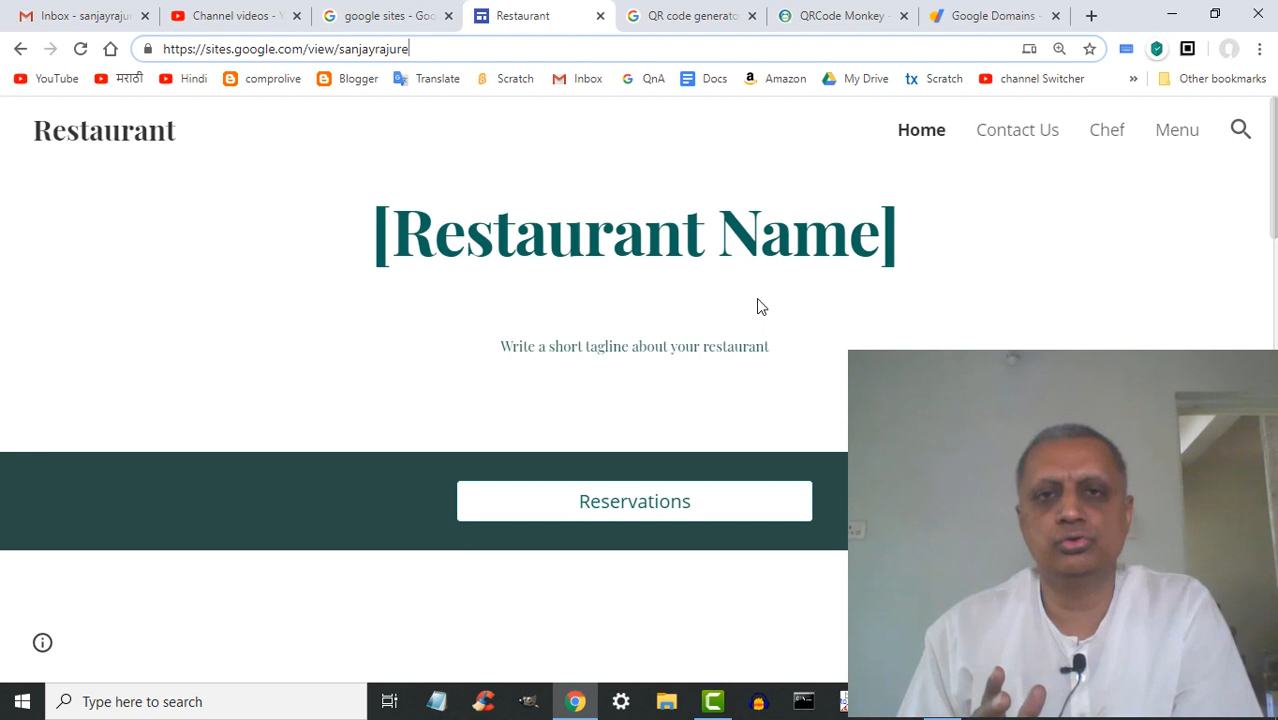 Inbox - sanjayraju
Channel videos - Y
google sites - Goo
Restaurant
QR code generato
QRCode Monkey -
Google Domains -
https://sites.google.com/view/sanjayrajure
YouTube
मराठी
Hindi
comprolive
Blogger
Translate
Scratch
Inbox
QnA
Docs
Amazon
My Drive
tx Scratch
channel Switcher
» Other bookmarks
Restaurant
Home
Contact Us
Chef
Menu
[Restaurant Name]
Write a short tagline about your restaurant
Reservations
Type here to search